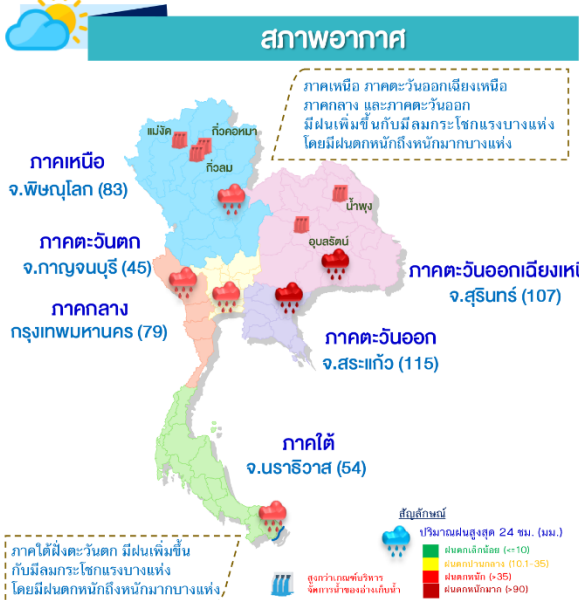 สภาพอากาศ
ภาคเหนือ ภาคตะวันออกเฉียงเหนือ
ภาคกลาง และภาคตะวันออก
มีฝนเพิ่มขึ้นกับมีลมกระโชกแรงบางแห่ง
โดยมีฝนตกหนักถึงหนักมากบางแห่ง
แม่งัด
กิ่วคอหมา
กิ่วลม
ภาคเหนือ
จ.พิษณุโลก (83)
น้ำพุง
อุบลรัตน์
ภาคตะวันตก
จ.กาญจนบุรี (45)
ภาคตะวันออกเฉียงเหนื
จ.สุรินทร์ (107)
ภาคกลาง
กรุงเทพมหานคร (79)
ภาคตะวันออก
จ.สระแก้ว (115)
ภาคใต้
จ.นราธิวาส (54)
ภาคใต้ฝั่งตะวันตก มีฝนเพิ่มขึ้น
กับมีลมกระโชกแรงบางแห่ง
โดยมีฝนตกหนักถึงหนักมากบางแห่ง
สัญลักษณ์
ปริมาณฝนสูงสุด 24 ชม. (มม.)
ฝนตกเล็กน้อย (<=10)
ฝนตกปานกลาง (10.1-35)
ฝนตกหนัก (>35)
ฝนตกหนักมาก (>90)
สูงกว่าเกณฑ์บริหาร
จัดการน้ำของอ่างเก็บน้ำ